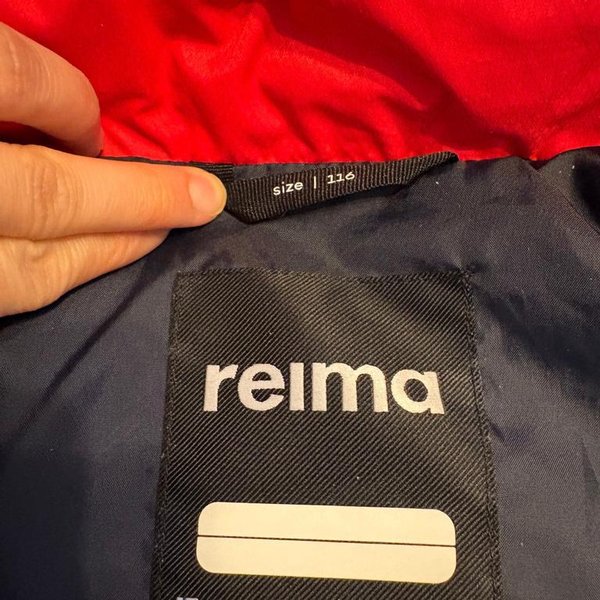 size | 116
reima